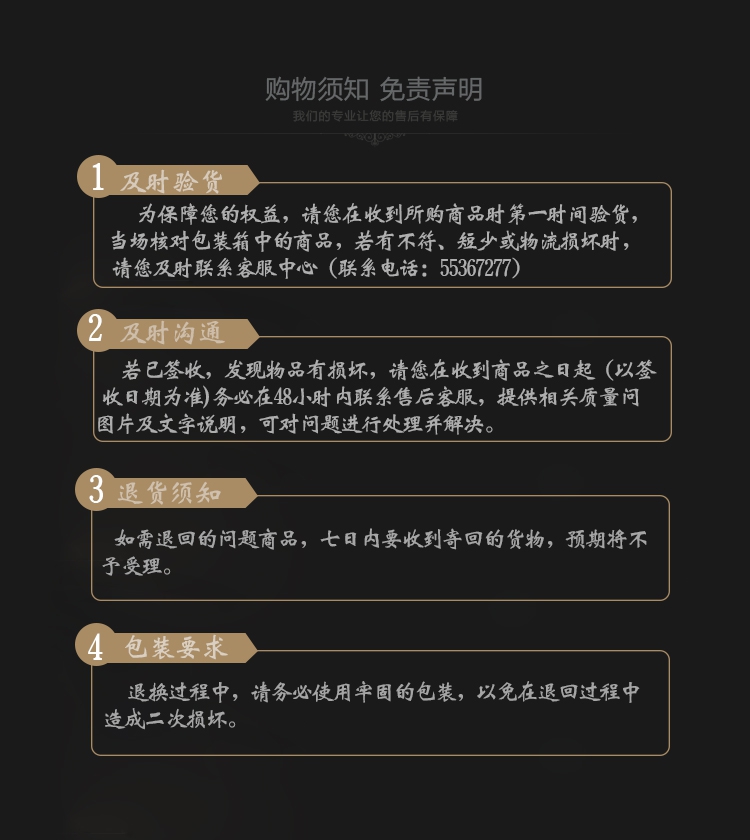 购物须知 免责声明
我们的专业让您的售后有保障
1 及时验货
为保障您的权益，请您在收到所购商品时第一时间验货，
当场核对包装箱中的商品，若有不符、短少或物流损坏时，
请您及时联系客服中心（联系电话：55367277）
2 及时沟通
若已签收，发现物品有损坏，请您在收到商品之日起（以签
收日期为准)务必在48小时内联系售后客服，提供相关质量问
图片及文字说明，可对问题进行处理并解决。
3 退货须知
如需退回的问题商品，七日内要收到寄回的货物，预期将不
予受理。
4 包装要求
退换过程中，请务必使用牢固的包装，以免在退回过程中
造成二次损坏。